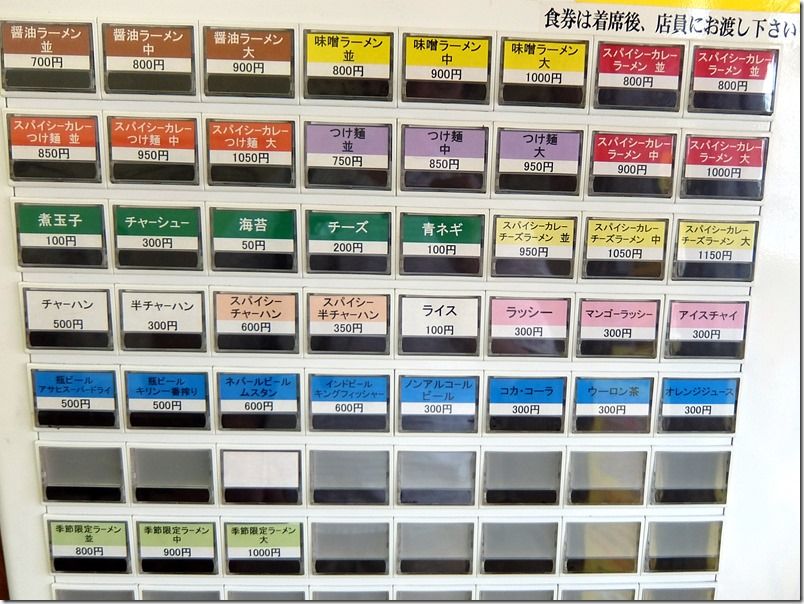 食券は着席後、店員にお渡し下さい
醤油ラーメン
並
700円
醤油ラーメン
中
800円
醤油ラーメン
大
900円
味噌ラーメン
並
800円
味噌ラーメン
中
900円
味噌ラーメン
大
1000円
スパイシーカレー
ラーメン 並
800円
スパイシーカレー
ラーメン 並
800円
スパイシーカレー
つけ麺 並
850円
スパイシーカレー
つけ麺 中
950円
スパイシーカレー
つけ麺 大
1050円
つけ麺
並
750円
つけ麺
中
850円
つけ麺
大
950円
スパイシーカレー
ラーメン 中
900円
スパイシーカレー
ラーメン 大
1000円
煮玉子
100円
チャーシュー
300円
海苔
50円
チーズ
200円
青ネギ
100円
スパイシーカレー
チーズラーメン 並
950円
スパイシーカレー
チーズラーメン 中
1050円
スパイシーカレー
チーズラーメン 大
1150円
チャーハン
500円
半チャーハン
300円
スパイシー
チャーハン
600円
スパイシー
半チャーハン
350円
ライス
100円
ラッシー
300円
マンゴーラッシー
300円
アイスチャイ
300円
瓶ビール
アサヒスーパードライ
500円
瓶ビール
キリン一番搾り
500円
ネパールビール
ムスタン
600円
インドビール
キングフィッシャー
600円
ノンアルコール
ビール
300円
コカ・コーラ
300円
ウーロン茶
300円
オレンジジュース
300円
季節限定ラーメン
並
800円
季節限定ラーメン
中
900円
季節限定ラーメン
大
1000円